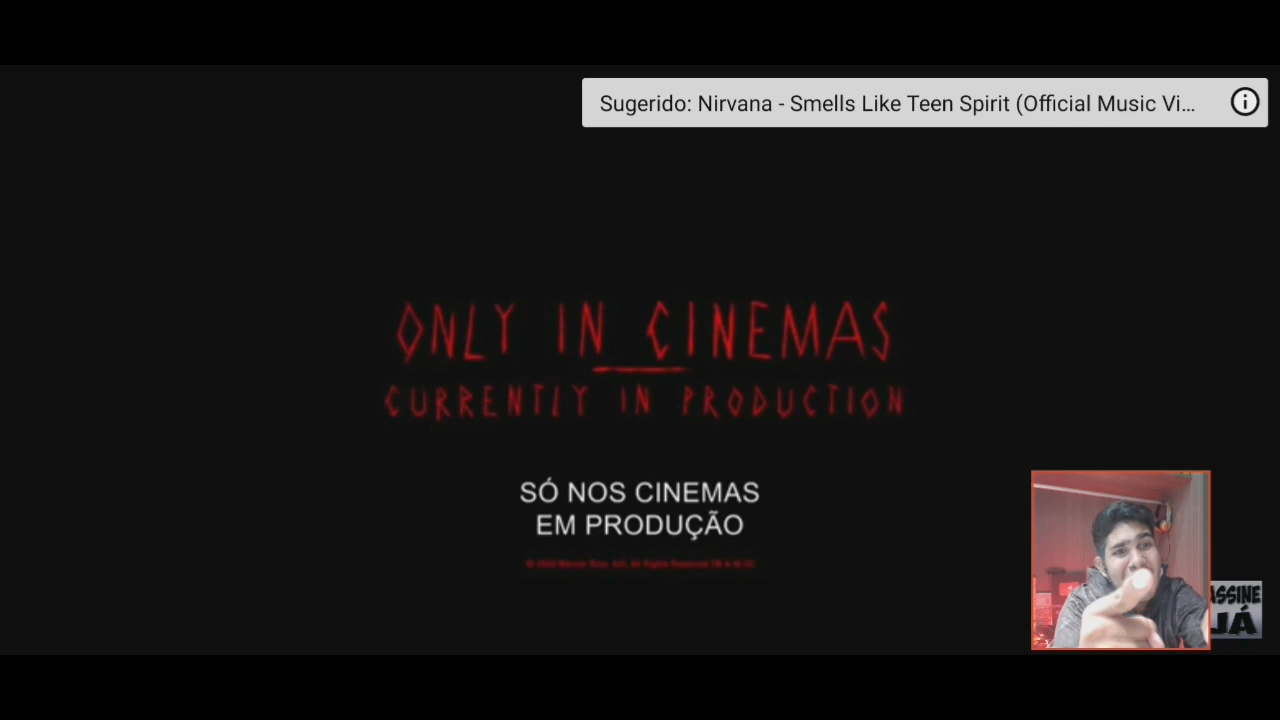 Sugerido: Nirvana - Smells Like Teen Spirit (Official Music Vi...
ONLY IN CINEMAS
CURRENTLY IN PRODUCTION
SÓ NOS CINEMAS
EM PRODUÇÃO
ASSINE
JÁ